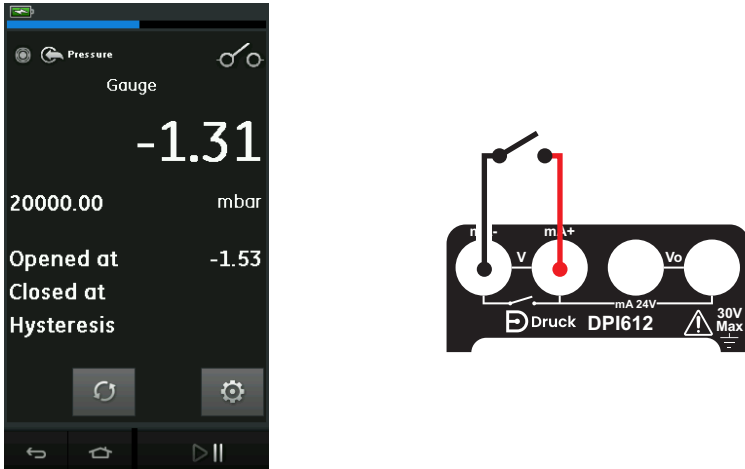 Pressure
Gauge
-1.31
20000.00 mbar
Opened at -1.53
Closed at
Hysteresis
mA+
V
Vo
mA 24V
Druck DPI612
30V
Max